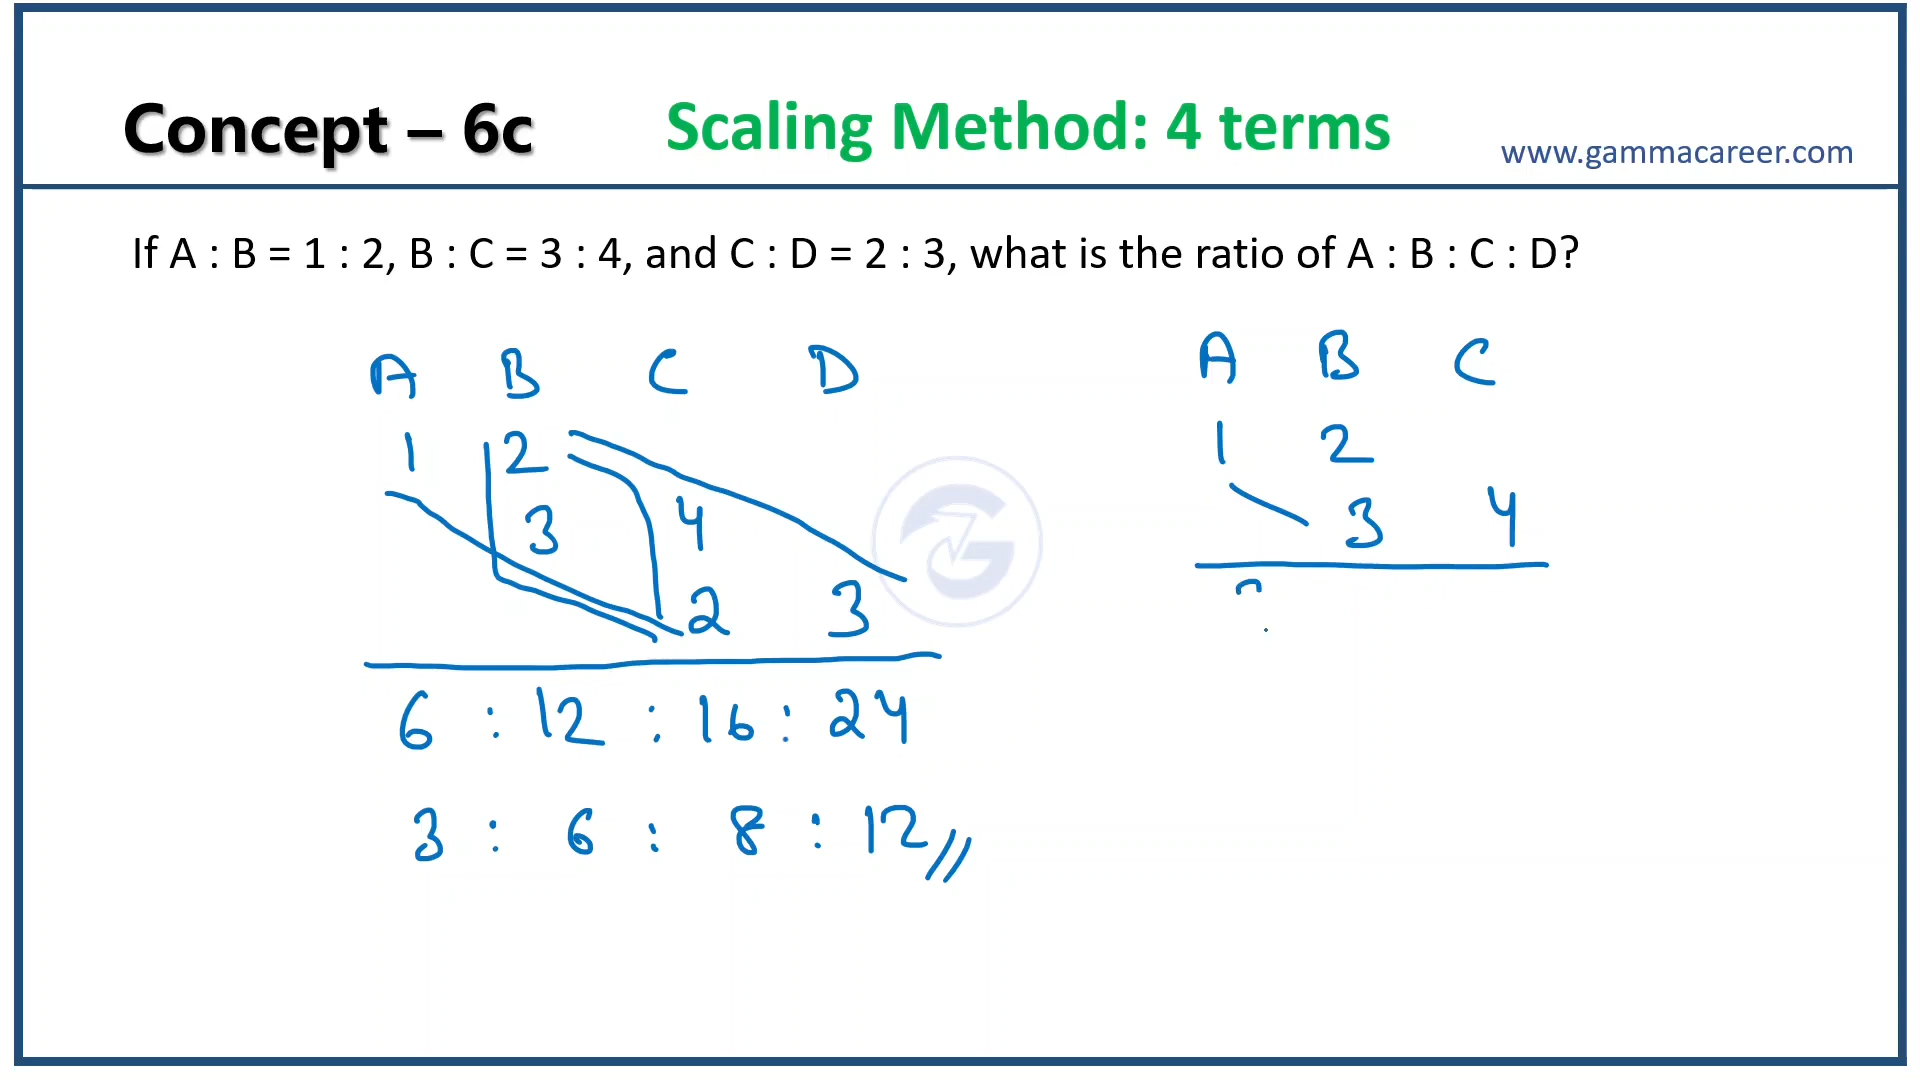 Concept – 6c
Scaling Method: 4 terms
www.gammacareer.com
If A : B = 1 : 2, B : C = 3 : 4, and C : D = 2 : 3, what is the ratio of A : B : C : D?
A B C D
1 2
3 4
2 3
6 : 12 : 16 : 24
3 : 6 : 8 : 12 //
A B C
1 2
3 4